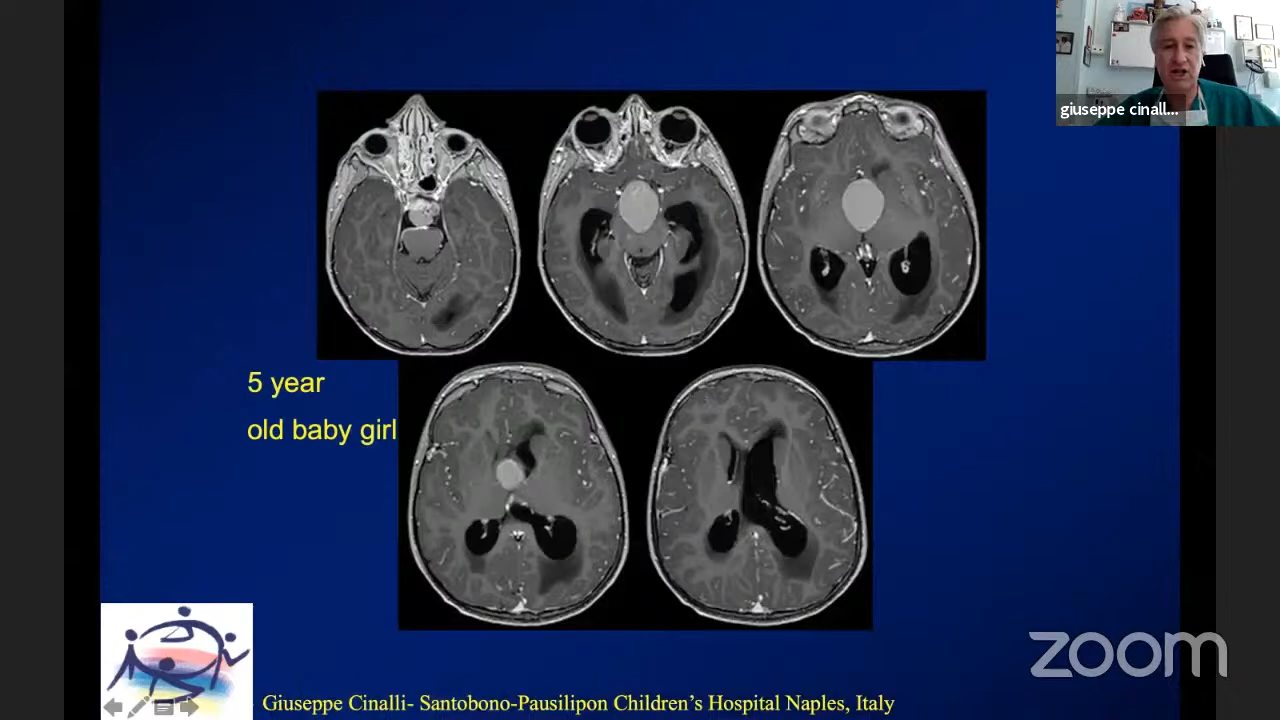 giuseppe cinall...
5 year
old baby girl
zoom
Giuseppe Cinalli- Santobono-Pausilipon Children's Hospital Naples, Italy